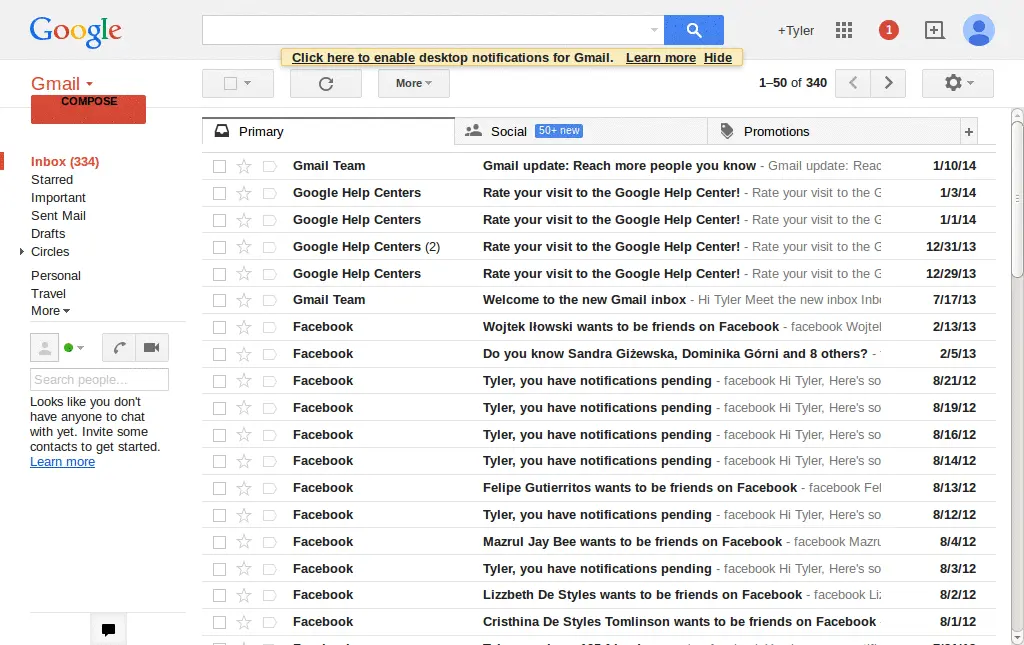 Google
+Tyler
1
Click here to enable desktop notifications for Gmail. Learn more Hide
Gmail
More
1–50 of 340
COMPOSE
Primary
Social 50+ new
Promotions
+
Inbox (334)
Starred
Important
Sent Mail
Drafts
Circles
Personal
Travel
More
Search people...
Looks like you don't
have anyone to chat
with yet. Invite some
contacts to get started.
Learn more
Gmail Team Gmail update: Reach more people you know - Gmail update: Reac 1/10/14
Google Help Centers Rate your visit to the Google Help Center! - Rate your visit to the G 1/3/14
Google Help Centers Rate your visit to the Google Help Center! - Rate your visit to the G 1/1/14
Google Help Centers (2) Rate your visit to the Google Help Center! - Rate your visit to the G 12/31/13
Google Help Centers Rate your visit to the Google Help Center! - Rate your visit to the G 12/29/13
Gmail Team Welcome to the new Gmail inbox - Hi Tyler Meet the new inbox Inb 7/17/13
Facebook Wojtek Iłowski wants to be friends on Facebook - facebook Wojtel 2/13/13
Facebook Do you know Sandra Giżewska, Dominika Górni and 8 others? - 2/5/13
Facebook Tyler, you have notifications pending - facebook Hi Tyler, Here's so 8/21/12
Facebook Tyler, you have notifications pending - facebook Hi Tyler, Here's so 8/19/12
Facebook Tyler, you have notifications pending - facebook Hi Tyler, Here's so 8/16/12
Facebook Tyler, you have notifications pending - facebook Hi Tyler, Here's so 8/14/12
Facebook Felipe Gutierritos wants to be friends on Facebook - facebook Fel 8/13/12
Facebook Tyler, you have notifications pending - facebook Hi Tyler, Here's so 8/12/12
Facebook Mazrul Jay Bee wants to be friends on Facebook - facebook Mazru 8/4/12
Facebook Tyler, you have notifications pending - facebook Hi Tyler, Here's so 8/3/12
Facebook Lizzbeth De Styles wants to be friends on Facebook - facebook Liz 8/2/12
Facebook Cristhina De Styles Tomlinson wants to be friends on Facebook 8/1/12